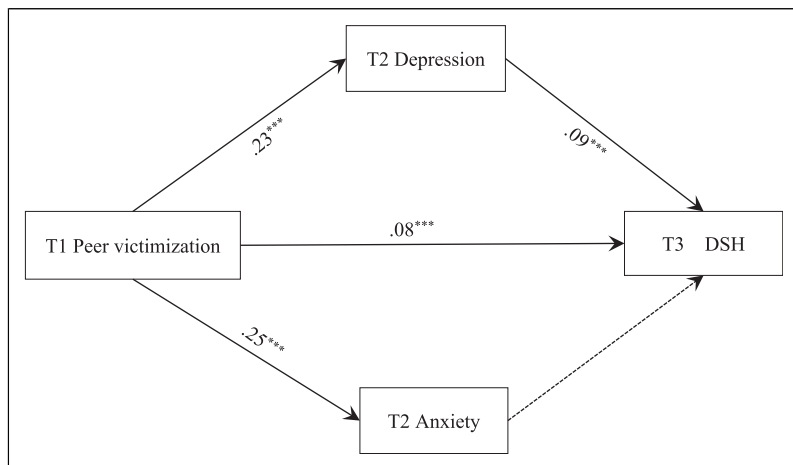 T2 Depression
.23***
.09***
T1 Peer victimization
.08***
T3 DSH
.25***
T2 Anxiety